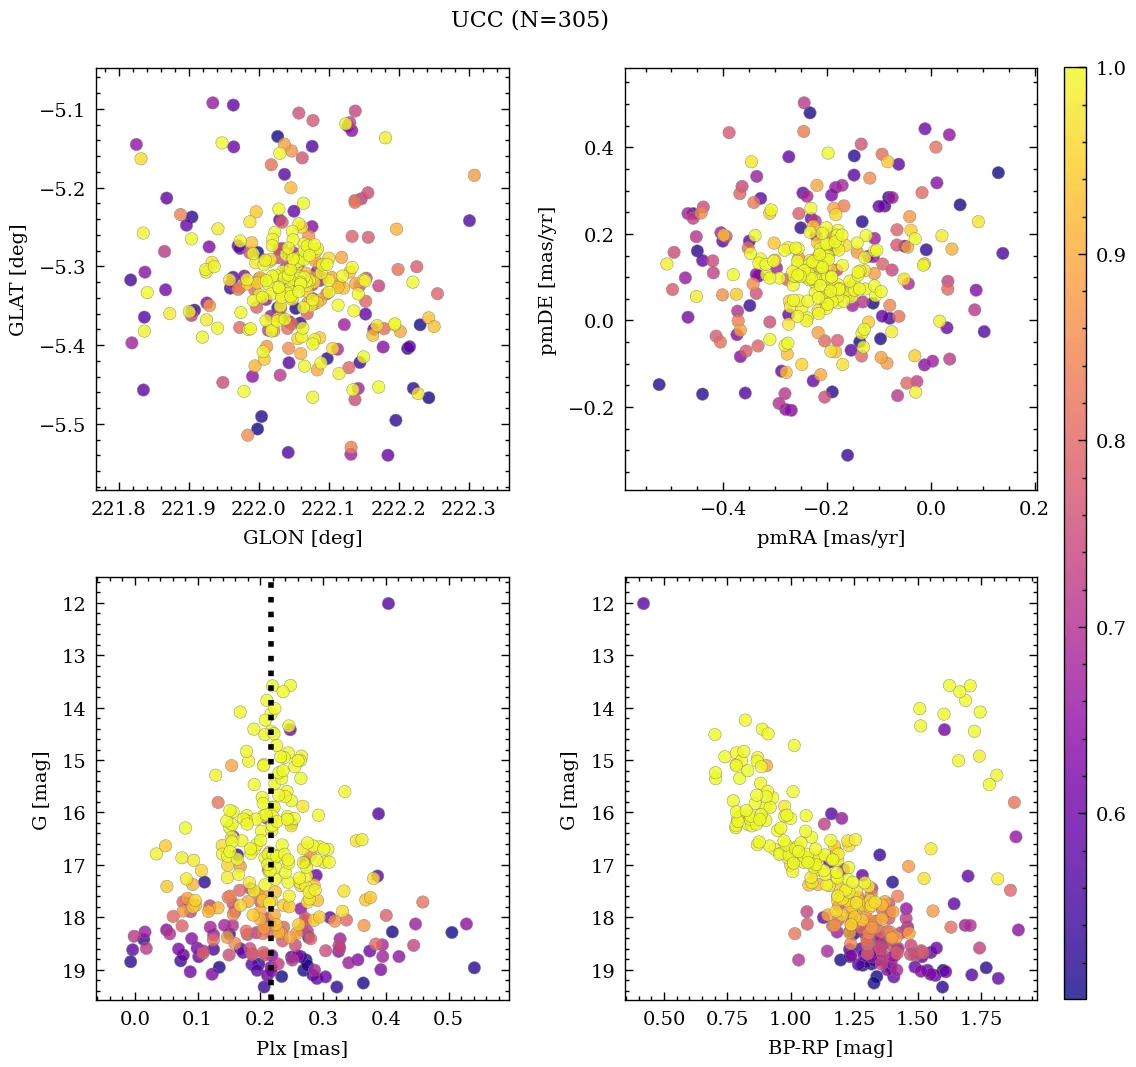 UCC (N=305)
−5.1
−5.2
−5.3
−5.4
−5.5
GLAT [deg]
221.8 221.9 222.0 222.1 222.2 222.3
GLON [deg]
0.4
0.2
0.0
−0.2
pmDE [mas/yr]
−0.4 −0.2 0.0 0.2
pmRA [mas/yr]
1.0
0.9
0.8
0.7
0.6
12
13
14
15
16
17
18
19
G [mag]
0.0 0.1 0.2 0.3 0.4 0.5
Plx [mas]
12
13
14
15
16
17
18
19
G [mag]
0.50 0.75 1.00 1.25 1.50 1.75
BP-RP [mag]